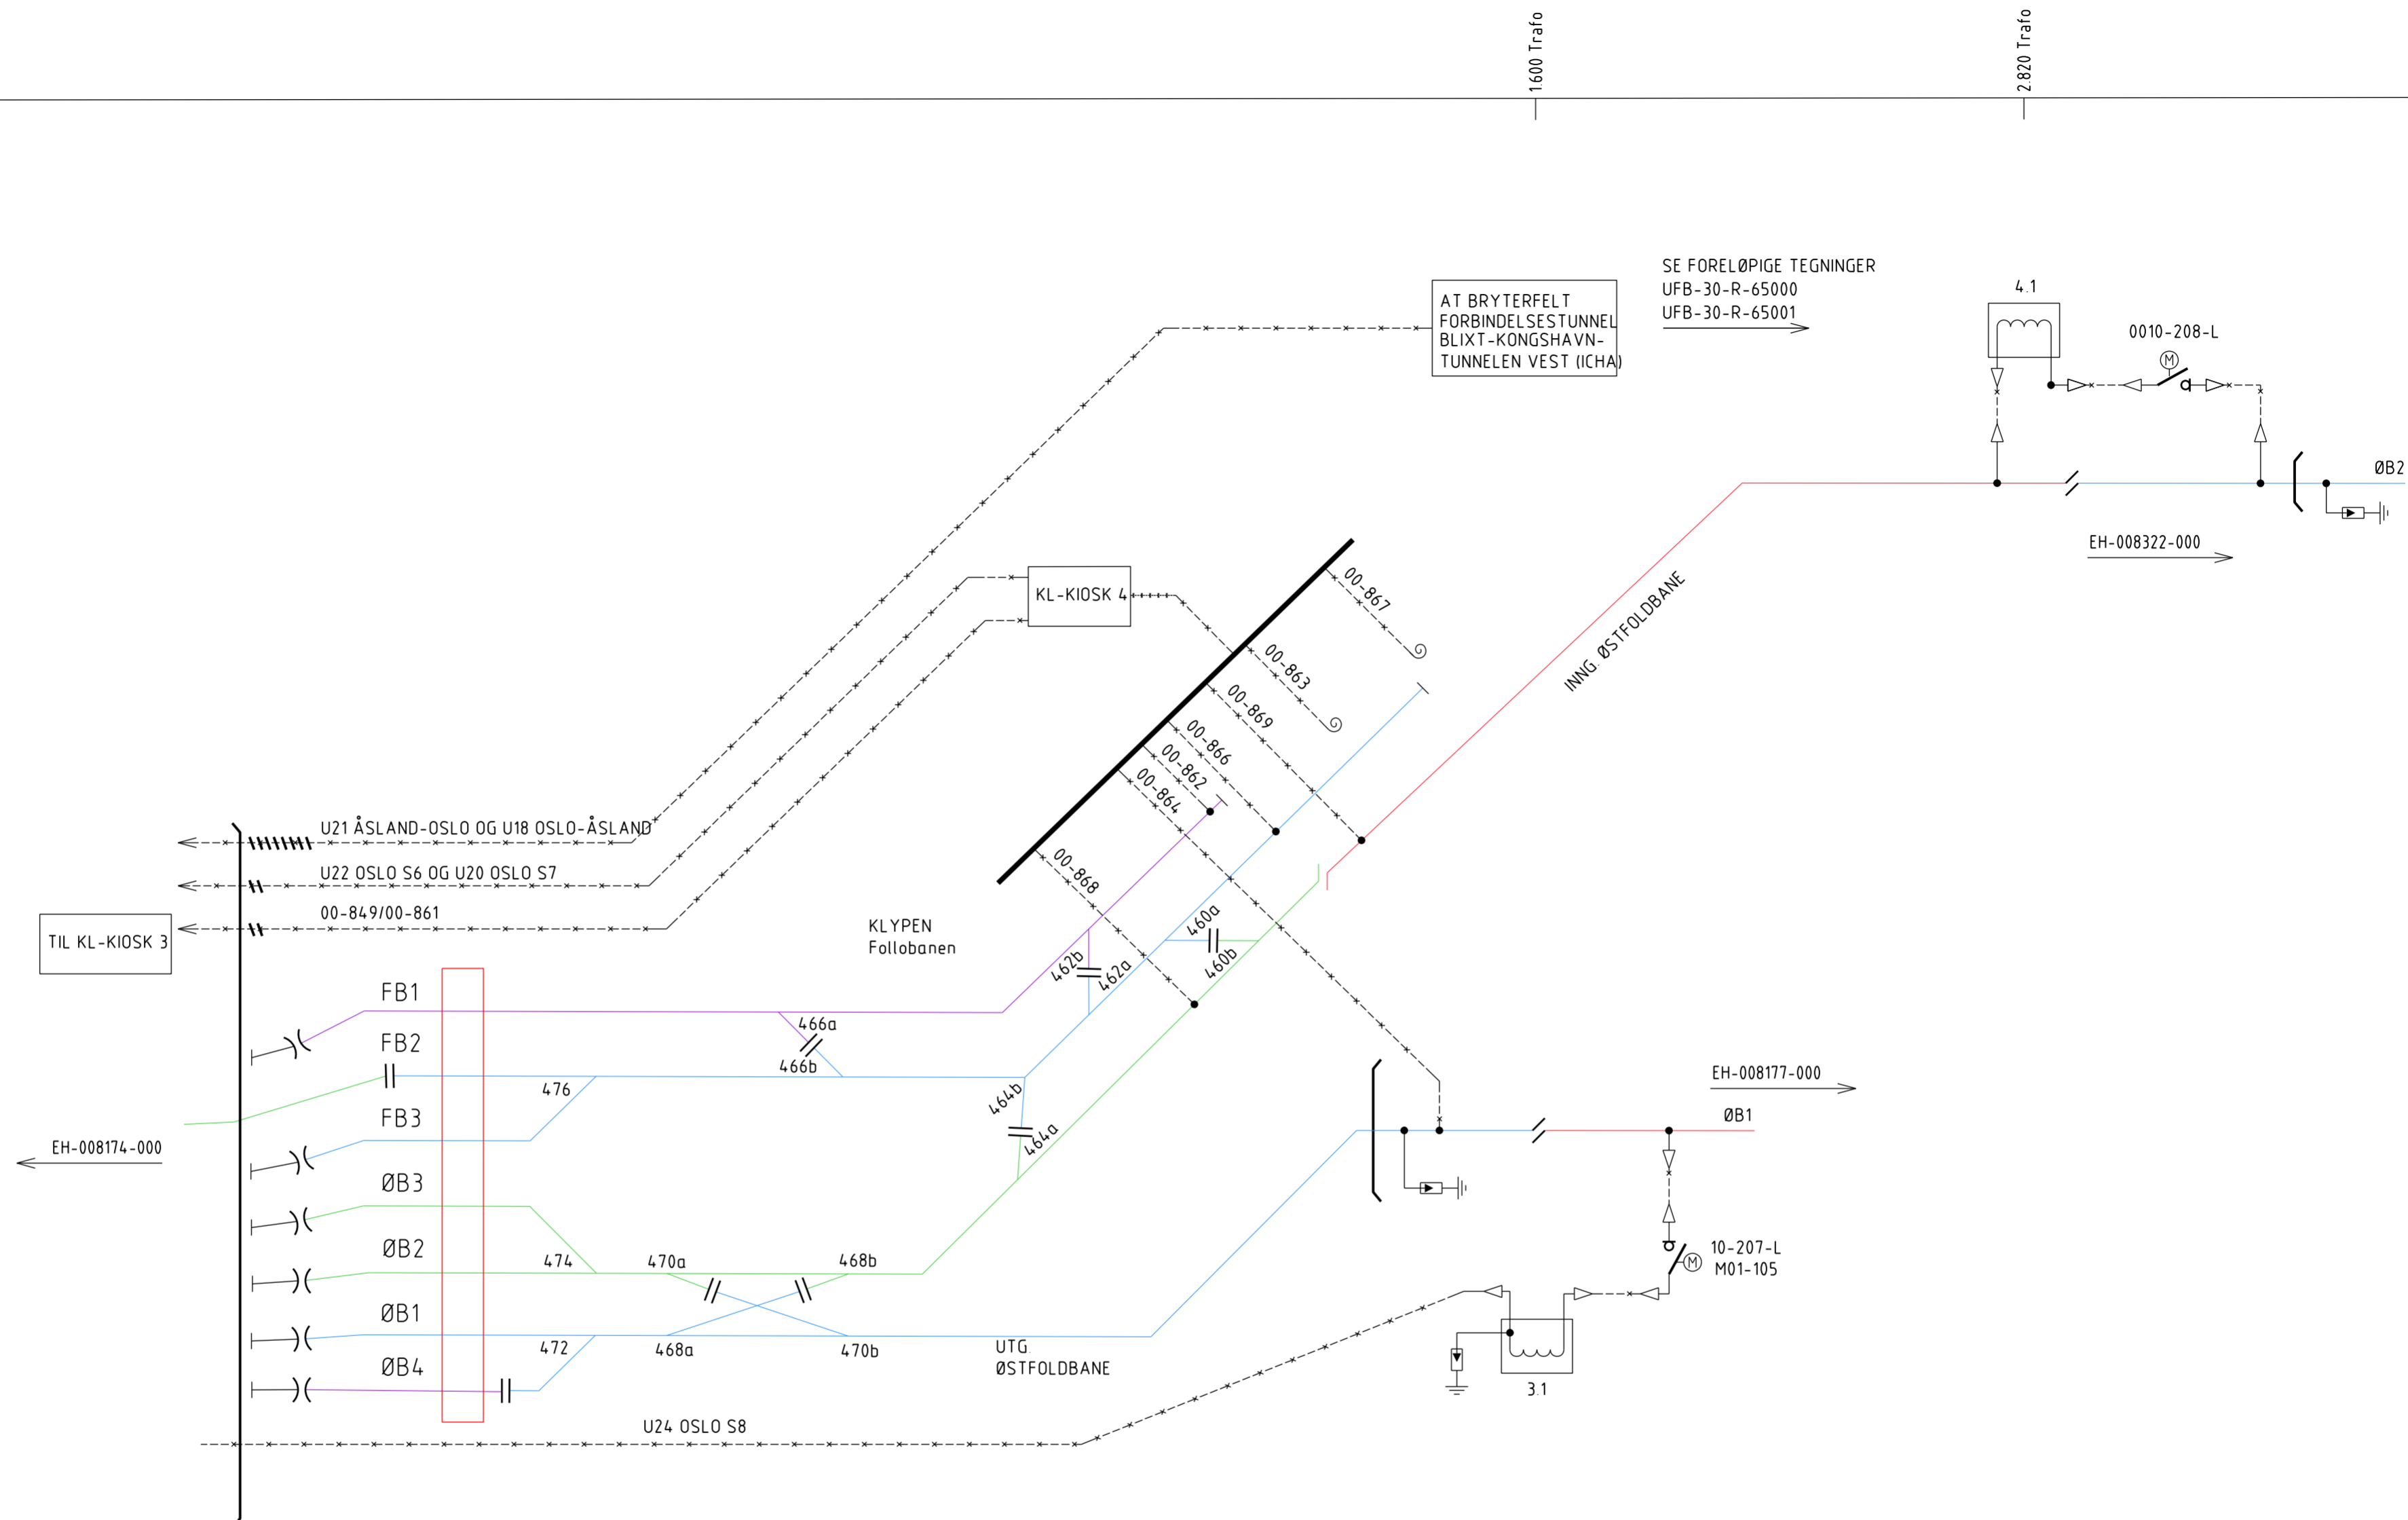 1.600 Trafo
2.820 Trafo
SE FORELØPIGE TEGNINGER
UFB-30-R-65000
UFB-30-R-65001
AT BRYTERFELT
FORBINDELSESTUNNEL
BLIXT-KONGSHAVN-
TUNNELEN VEST (ICHA)
4.1
0010-208-L
M
ØB2
EH-008322-000
INNG. ØSTFOLDBANE
KL-KIOSK 4
00-867
00-863
00-869
00-866
00-862
00-864
00-868
U21 ÅSLAND-OSLO OG U18 OSLO-ÅSLAND
U22 OSLO S6 OG U20 OSLO S7
00-849/00-861
TIL KL-KIOSK 3
KLYPEN
Follobanen
460a
460b
462b
462a
FB1
466a
FB2
466b
476
464b
464a
FB3
EH-008174-000
EH-008177-000
ØB1
ØB3
ØB2
474
470a
468b
10-207-L
M01-105
M
ØB1
472
468a
470b
UTG.
ØSTFOLDBANE
ØB4
3.1
U24 OSLO S8